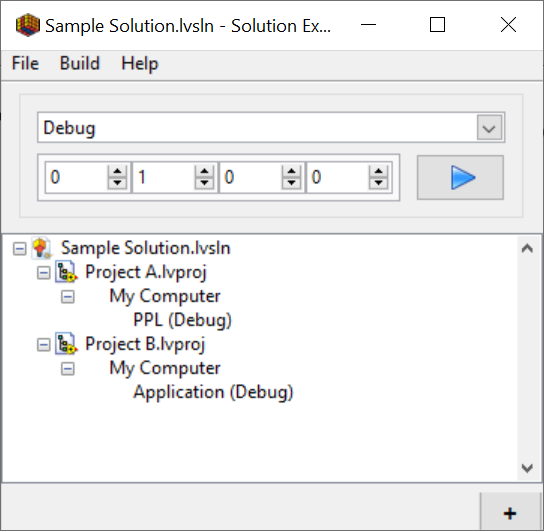 Sample Solution.lvsln - Solution Ex...
File Build Help
Debug
0 1 0 0
Sample Solution.lvsln
Project A.lvproj
My Computer
PPL (Debug)
Project B.lvproj
My Computer
Application (Debug)
+